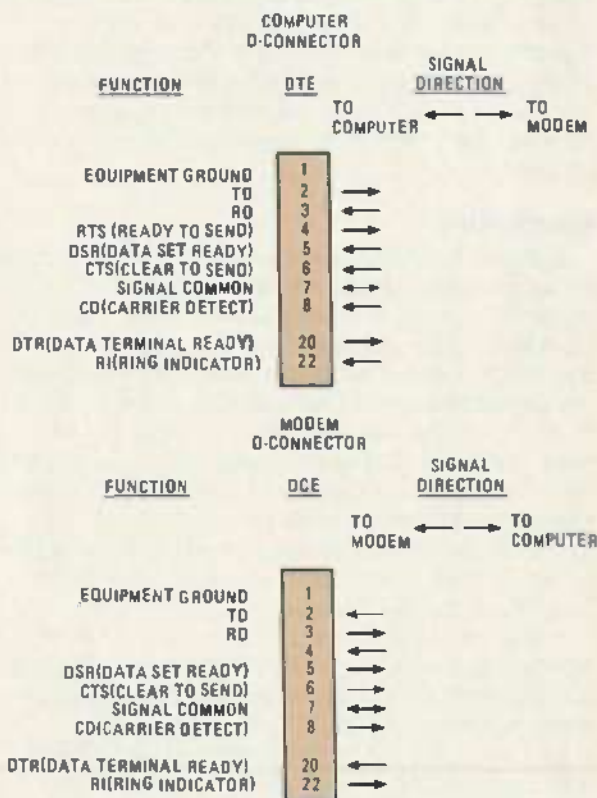 COMPUTER
D-CONNECTOR
FUNCTION DTE SIGNAL
DIRECTION
TO
COMPUTER TO
MODEM
EQUIPMENT GROUND 1
TD 2
RD 3
RTS (READY TO SEND) 4
DSR(DATA SET READY) 5
CTS(CLEAR TO SEND) 6
SIGNAL COMMON 7
CD(CARRIER DETECT) 8
DTR(DATA TERMINAL READY) 20
RI(RING INDICATOR) 22
MODEM
D-CONNECTOR
FUNCTION DCE SIGNAL
DIRECTION
TO
MODEM TO
COMPUTER
EQUIPMENT GROUND 1
TD 2
RD 3
4
DSR(DATA SET READY) 5
CTS(CLEAR TO SEND) 6
SIGNAL COMMON 7
CD(CARRIER DETECT) 8
DTR(DATA TERMINAL READY) 20
RI(RING INDICATOR) 22